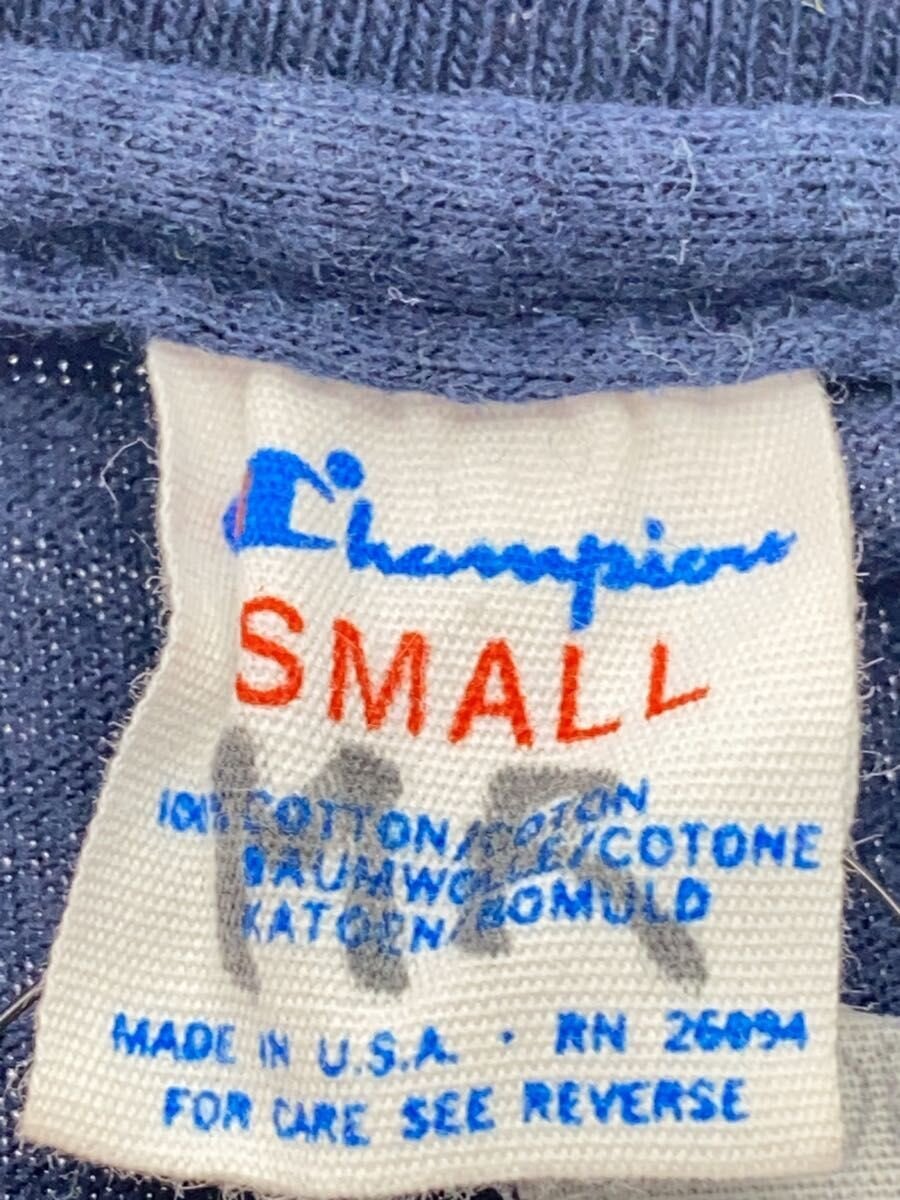 Champion
SMALL
100% COTTON/COTON
BAUMWOLLE/COTONE
KATOEN/BOMULD
MADE IN U.S.A. · RN 26094
FOR CARE SEE REVERSE